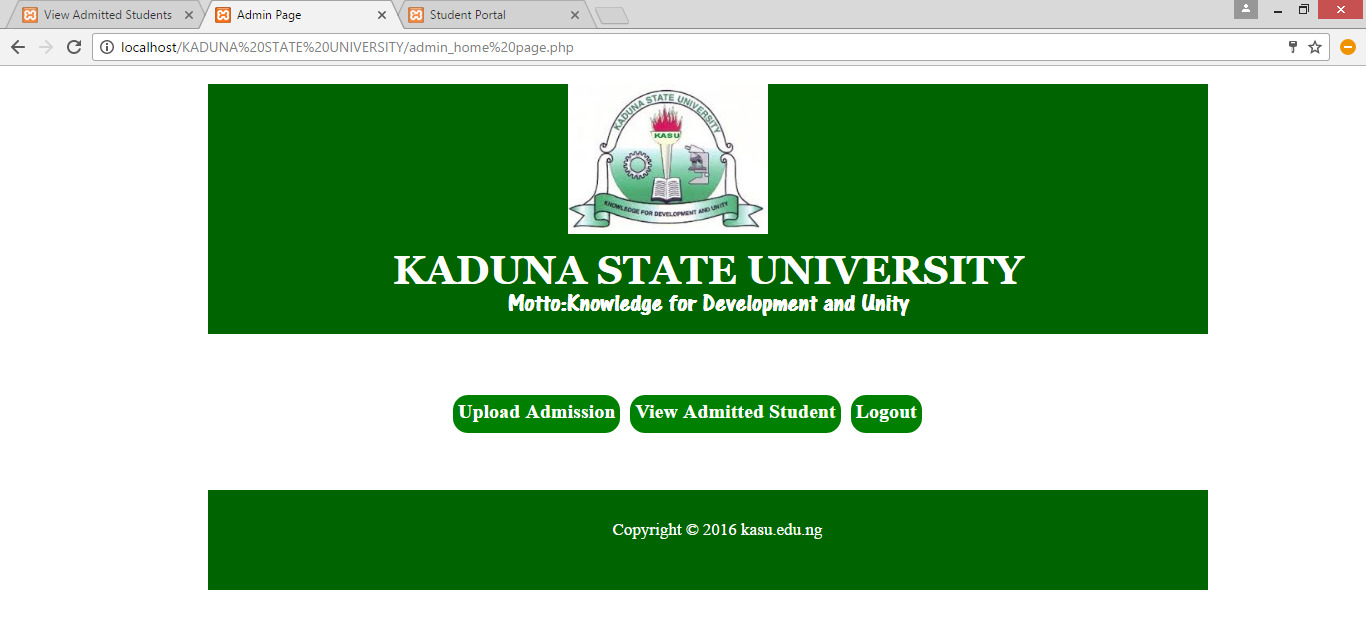 View Admitted Students
Admin Page
Student Portal
localhost/KADUNA%20STATE%20UNIVERSITY/admin_home%20page.php
KADUNA STATE UNIVERSITY
KASU
KNOWLEDGE FOR DEVELOPMENT AND UNITY
KADUNA STATE UNIVERSITY
Motto:Knowledge for Development and Unity
Upload Admission View Admitted Student Logout
Copyright © 2016 kasu.edu.ng